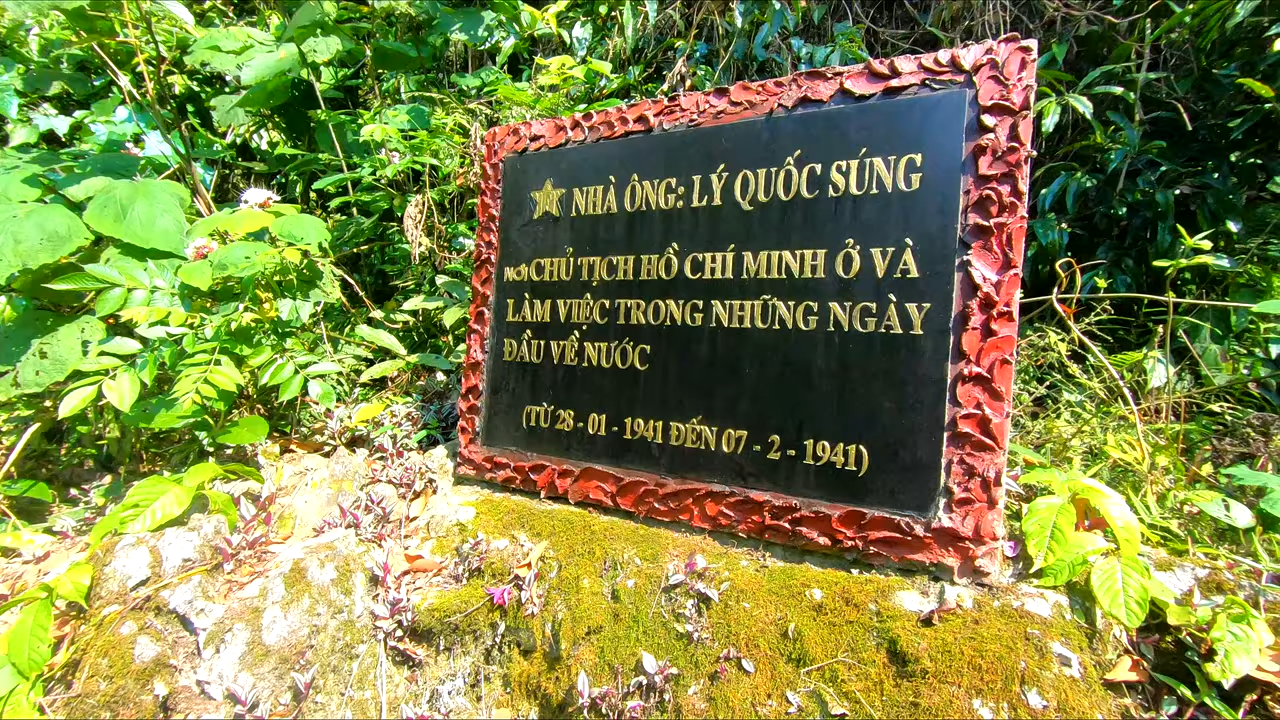 NHÀ ÔNG: LÝ QUỐC SÚNG
NƠI CHỦ TỊCH HỒ CHÍ MINH Ở VÀ
LÀM VIỆC TRONG NHỮNG NGÀY
ĐẦU VỀ NƯỚC
(TỪ 28 - 01 - 1941 ĐẾN 07 - 2 - 1941)